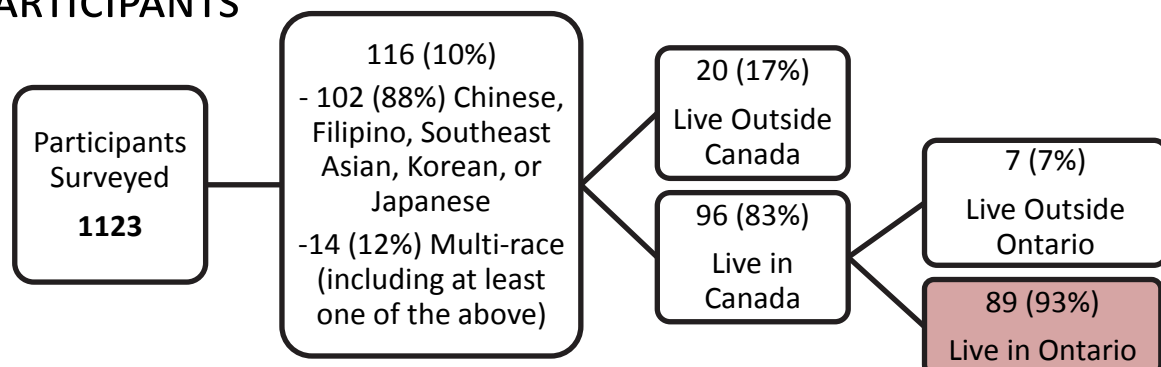 PARTICIPANTS
Participants
Surveyed
1123
116 (10%)
- 102 (88%) Chinese,
Filipino, Southeast
Asian, Korean, or
Japanese
-14 (12%) Multi-race
(including at least
one of the above)
20 (17%)
Live Outside
Canada
96 (83%)
Live in
Canada
7 (7%)
Live Outside
Ontario
89 (93%)
Live in Ontario